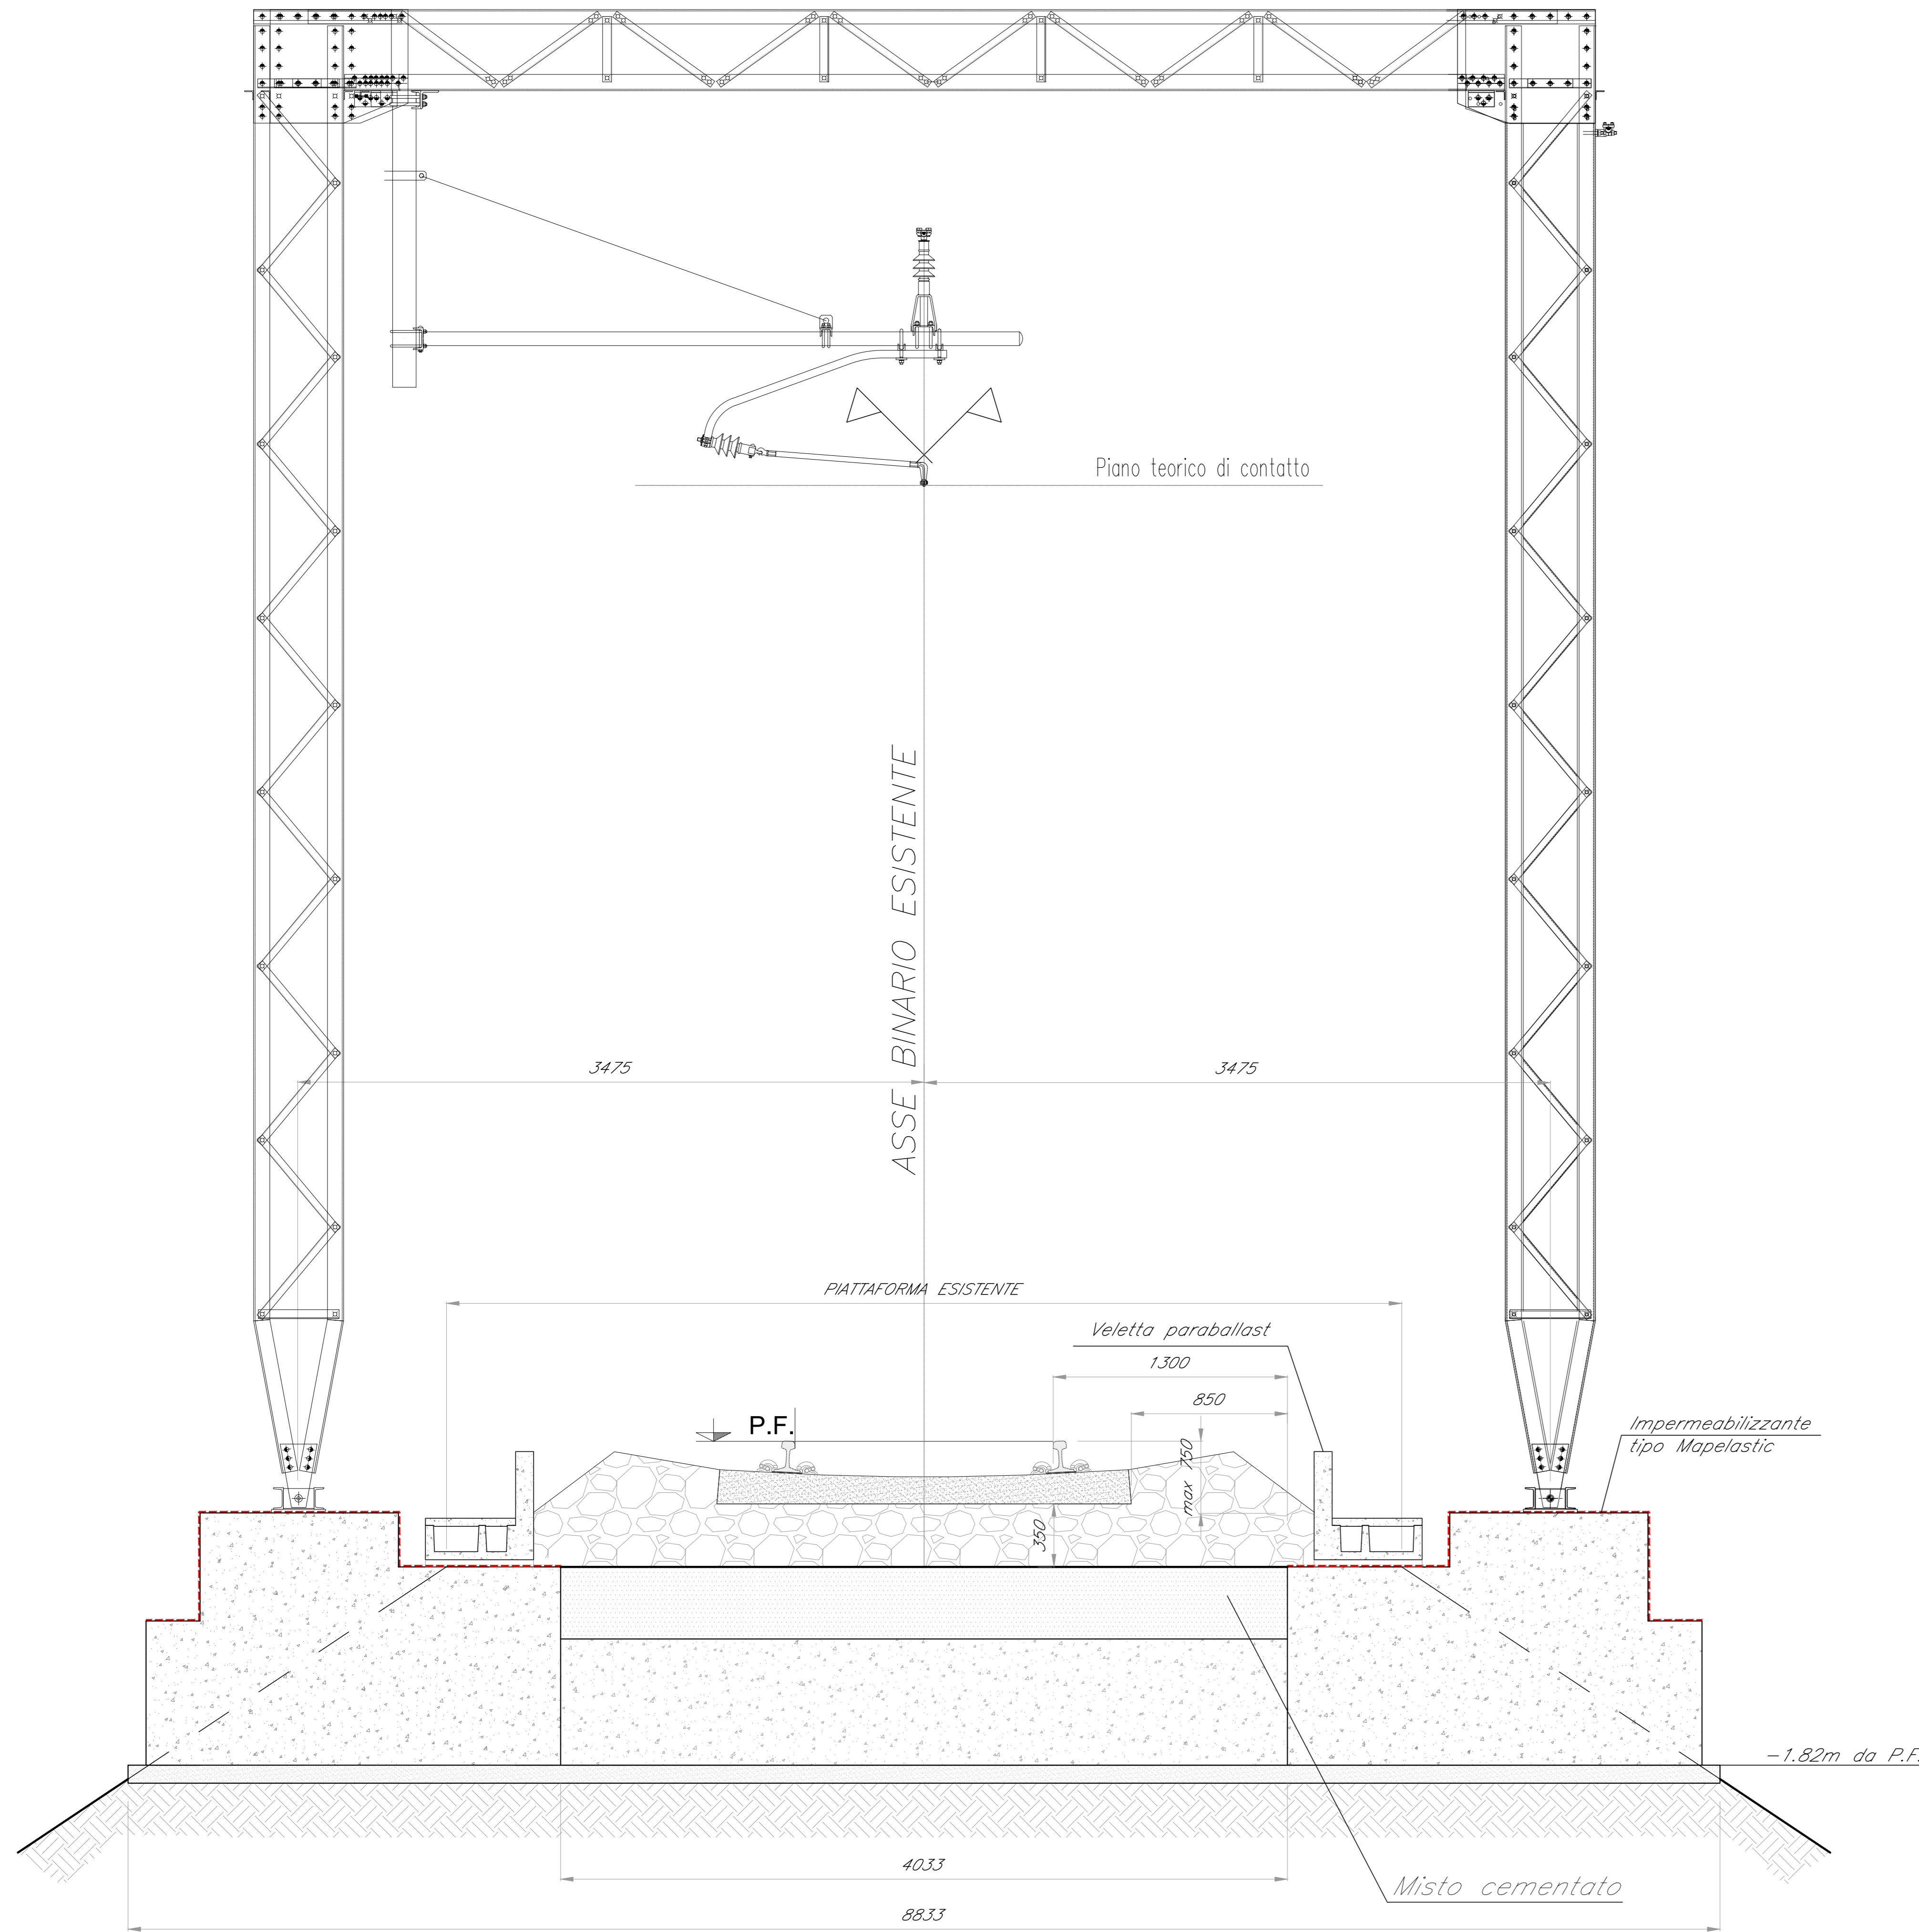 Piano teorico di contatto
ASSE BINARIO ESISTENTE
3475
3475
PIATTAFORMA ESISTENTE
Veletta paraballast
1300
850
P.F.
max 750
350
Impermeabilizzante
tipo Mapelastic
-1.82m da P.F.
4033
Misto cementato
8833